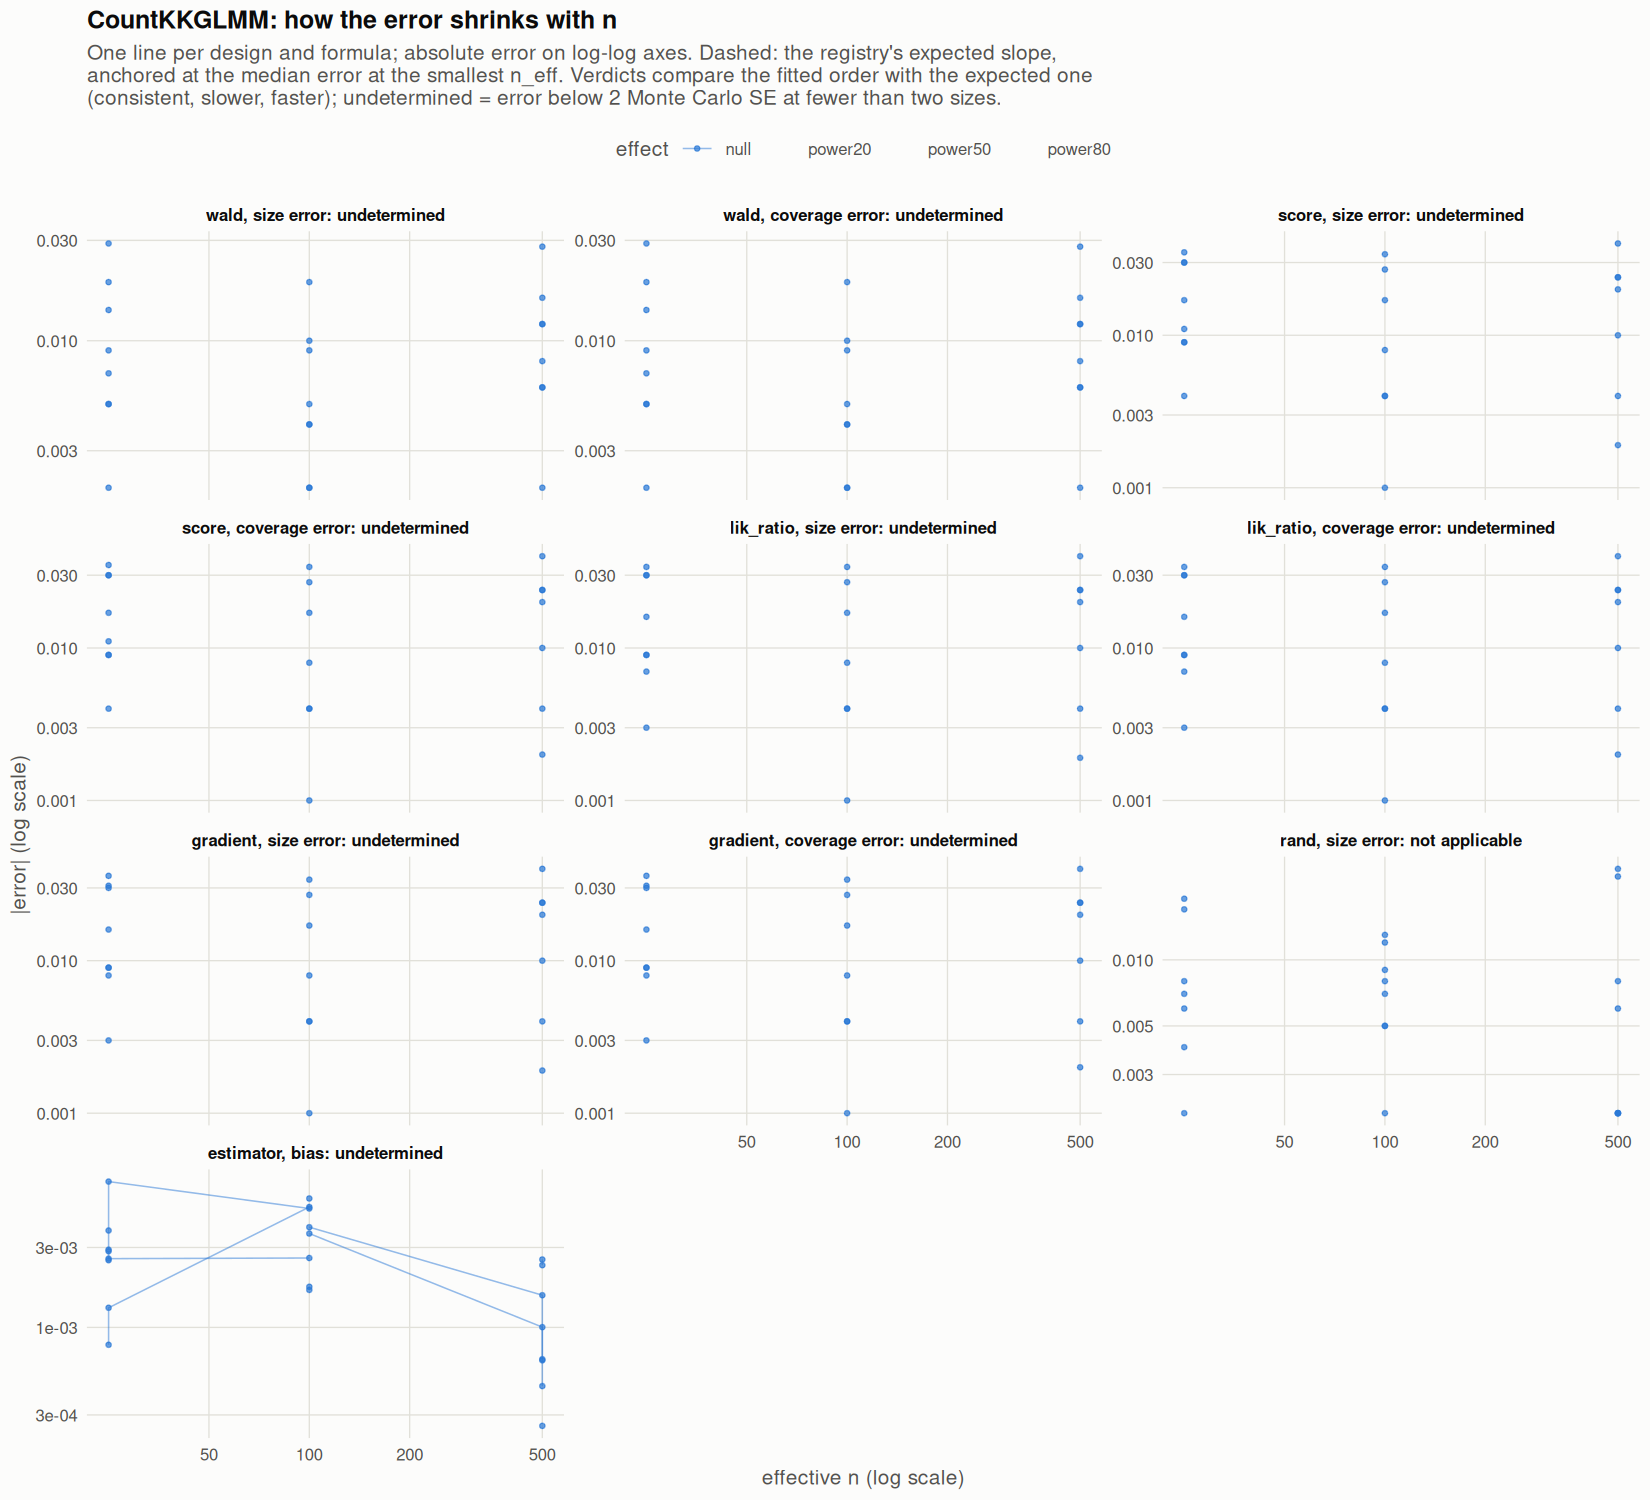 CountKKGLMM: how the error shrinks with n
One line per design and formula; absolute error on log-log axes. Dashed: the registry's expected slope,
anchored at the median error at the smallest n_eff. Verdicts compare the fitted order with the expected one
(consistent, slower, faster); undetermined = error below 2 Monte Carlo SE at fewer than two sizes.
effect null power20 power50 power80
wald, size error: undetermined
0.030
0.010
0.003
wald, coverage error: undetermined
0.030
0.010
0.003
score, size error: undetermined
0.030
0.010
0.003
0.001
score, coverage error: undetermined
0.030
0.010
0.003
0.001
lik_ratio, size error: undetermined
0.030
0.010
0.003
0.001
lik_ratio, coverage error: undetermined
0.030
0.010
0.003
0.001
|error| (log scale)
gradient, size error: undetermined
0.030
0.010
0.003
0.001
gradient, coverage error: undetermined
0.030
0.010
0.003
0.001
50 100 200 500
rand, size error: not applicable
0.010
0.005
0.003
50 100 200 500
estimator, bias: undetermined
3e-03
1e-03
3e-04
50 100 200 500
effective n (log scale)